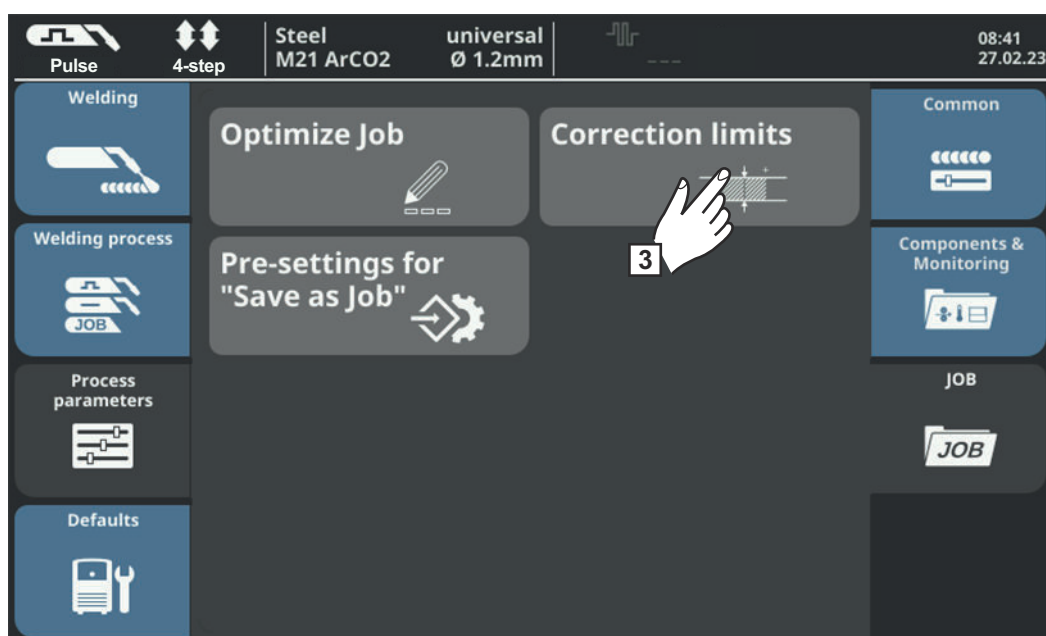 Pulse
4-step
Steel
M21 ArCO2
universal
Ø 1.2mm
---
08:41
27.02.23
Welding
Welding process
JOB
Process
parameters
Defaults
Optimize Job
Correction limits
3
Pre-settings for
"Save as Job"
Common
Components &
Monitoring
JOB
JOB